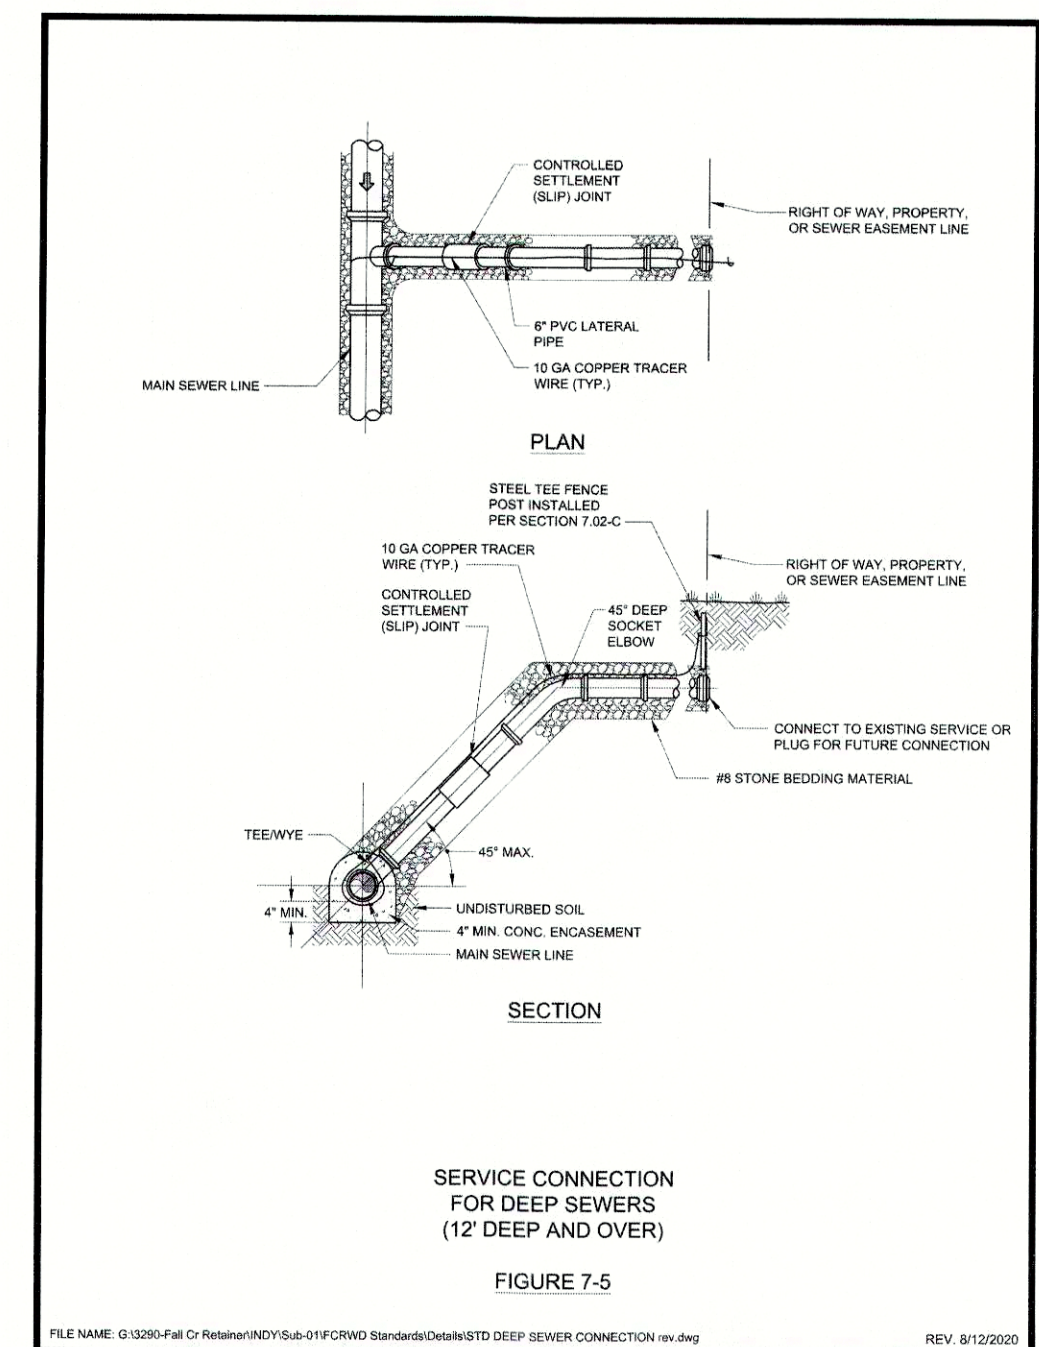 CONTROLLED
SETTLEMENT
(SLIP) JOINT
RIGHT OF WAY, PROPERTY,
OR SEWER EASEMENT LINE
6" PVC LATERAL
PIPE
10 GA COPPER TRACER
WIRE (TYP.)
MAIN SEWER LINE
PLAN
STEEL TEE FENCE
POST INSTALLED
PER SECTION 7.02-C
10 GA COPPER TRACER
WIRE (TYP.)
CONTROLLED
SETTLEMENT
(SLIP) JOINT
45° DEEP
SOCKET
ELBOW
RIGHT OF WAY, PROPERTY,
OR SEWER EASEMENT LINE
CONNECT TO EXISTING SERVICE OR
PLUG FOR FUTURE CONNECTION
#8 STONE BEDDING MATERIAL
TEE/WYE
45° MAX.
4" MIN.
UNDISTURBED SOIL
4" MIN. CONC. ENCASEMENT
MAIN SEWER LINE
SECTION
SERVICE CONNECTION
FOR DEEP SEWERS
(12' DEEP AND OVER)
FIGURE 7-5
FILE NAME: G:\3290-Fall Cr Retainer\INDY\Sub-01\FCRWD Standards\Details\STD DEEP SEWER CONNECTION rev.dwg
REV. 8/12/2020